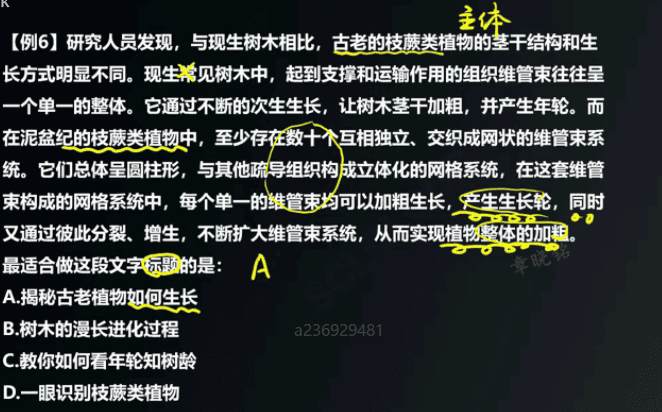 K
主体
【例6】研究人员发现，与现生树木相比，古老的枝蕨类植物的茎干结构和生
长方式明显不同。现生常见树木中，起到支撑和运输作用的组织维管束往往呈
一个单一的整体。它通过不断的次生生长，让树木茎干加粗，并产生年轮。而
在泥盆纪的枝蕨类植物中，至少存在数十个互相独立、交织成网状的维管束系
统。它们总体呈圆柱形，与其他疏导组织构成立体化的网格系统，在这套维管
束构成的网格系统中，每个单一的维管束均可以加粗生长，产生生长轮，同时
又通过彼此分裂、增生，不断扩大维管束系统，从而实现植物整体的加粗。
最适合做这段文字标题的是： A
章晓铭
A.揭秘古老植物如何生长
B.树木的漫长进化过程
a236929481
C.教你如何看年轮知树龄
D.一眼识别枝蕨类植物